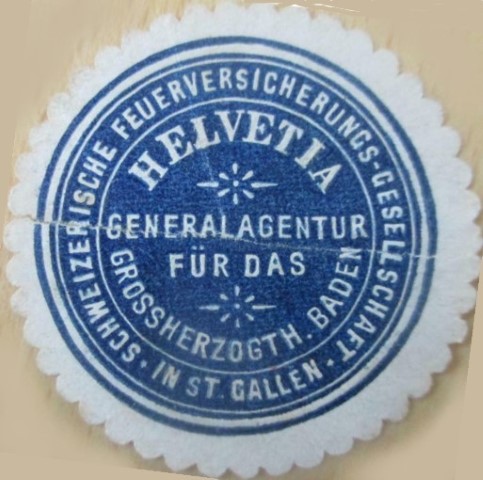 SCHWEIZERISCHE FEUERVERSICHERUNGS-GESELLSCHAFT
· IN ST. GALLEN ·
HELVETIA
GENERALAGENTUR
FÜR DAS
GROSSHERZOGTH. BADEN